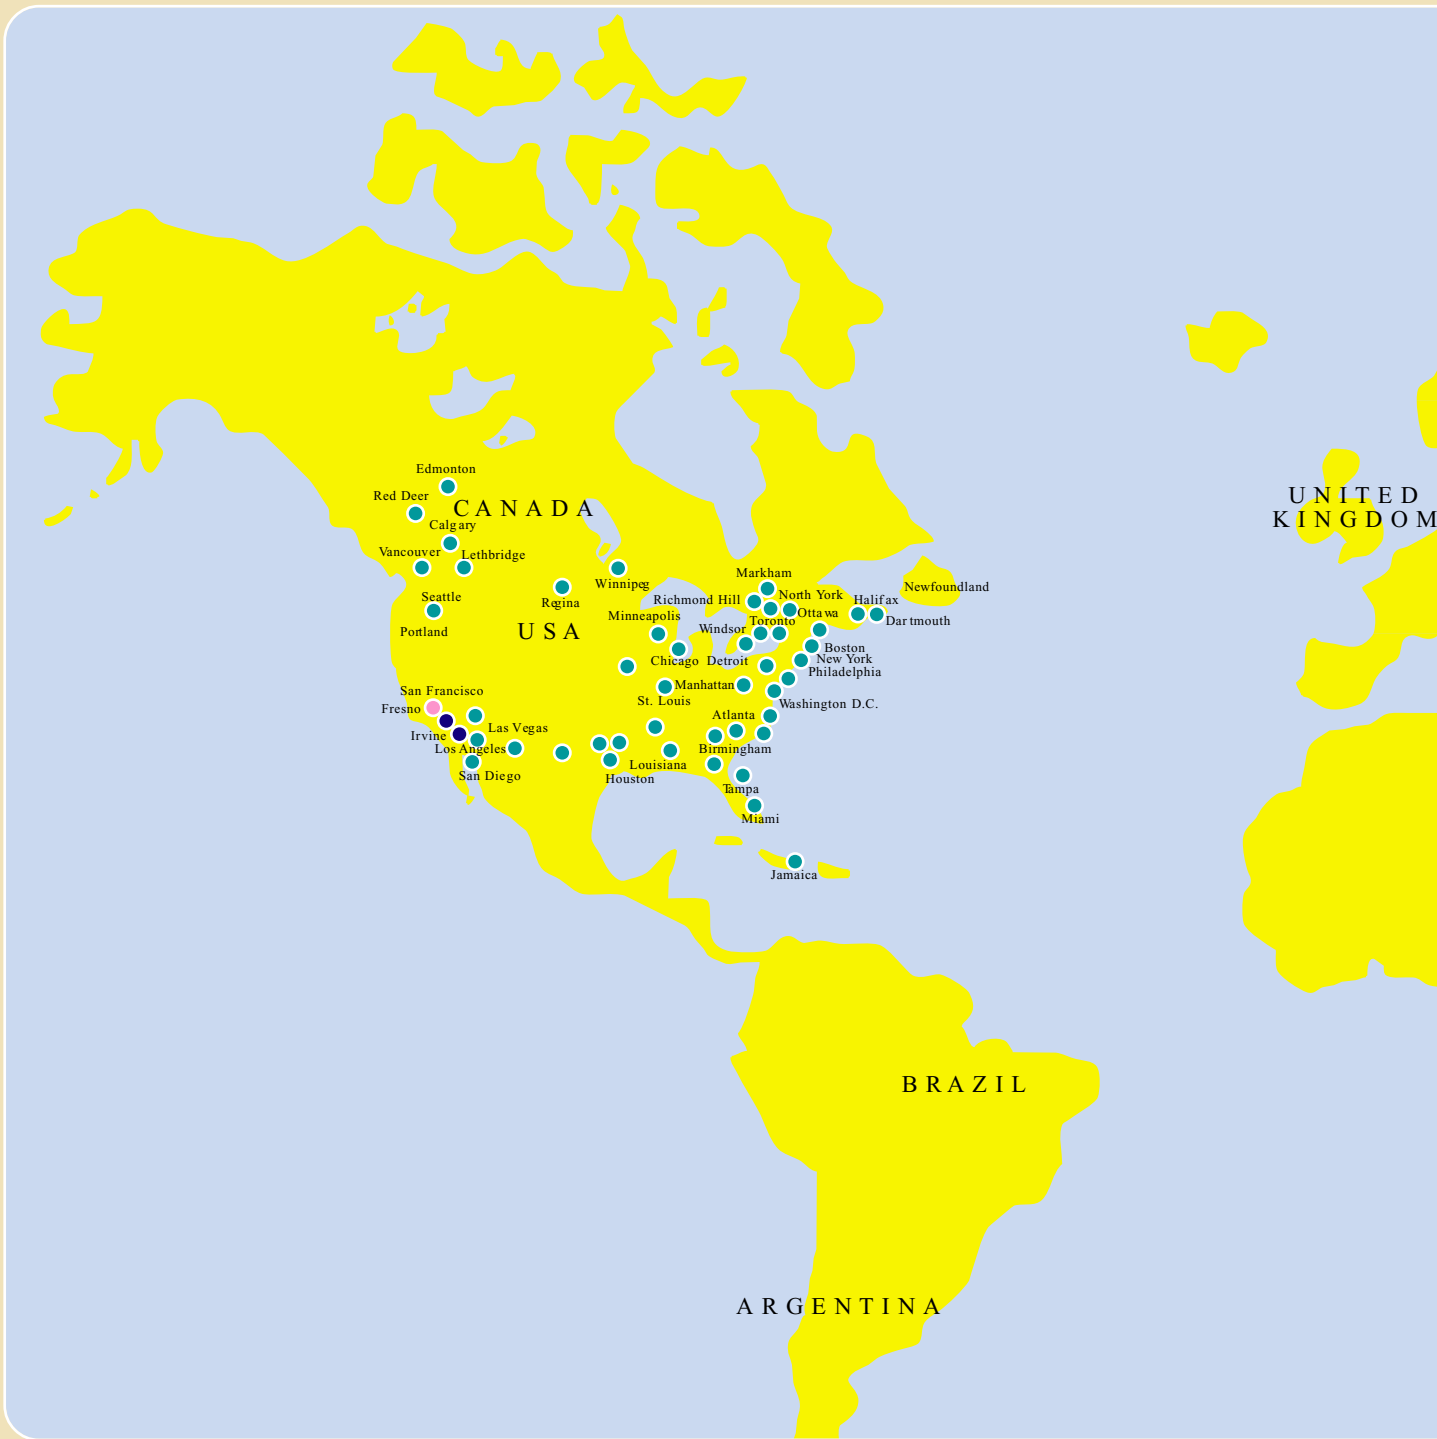 Edmonton
Red Deer
CANADA
Calgary
Vancouver
Lethbridge
Winnipeg
Regina
Seattle
Portland
USA
Minneapolis
Markham
Richmond Hill
North York
Ottawa
Toronto
Windsor
Halifax
Dartmouth
Newfoundland
Boston
New York
Philadelphia
Chicago
Detroit
Manhattan
St. Louis
Washington D.C.
San Francisco
Fresno
Irvine
Las Vegas
Los Angeles
San Diego
Atlanta
Birmingham
Louisiana
Houston
Tampa
Miami
Jamaica
UNITED
KINGDOM
BRAZIL
ARGENTINA